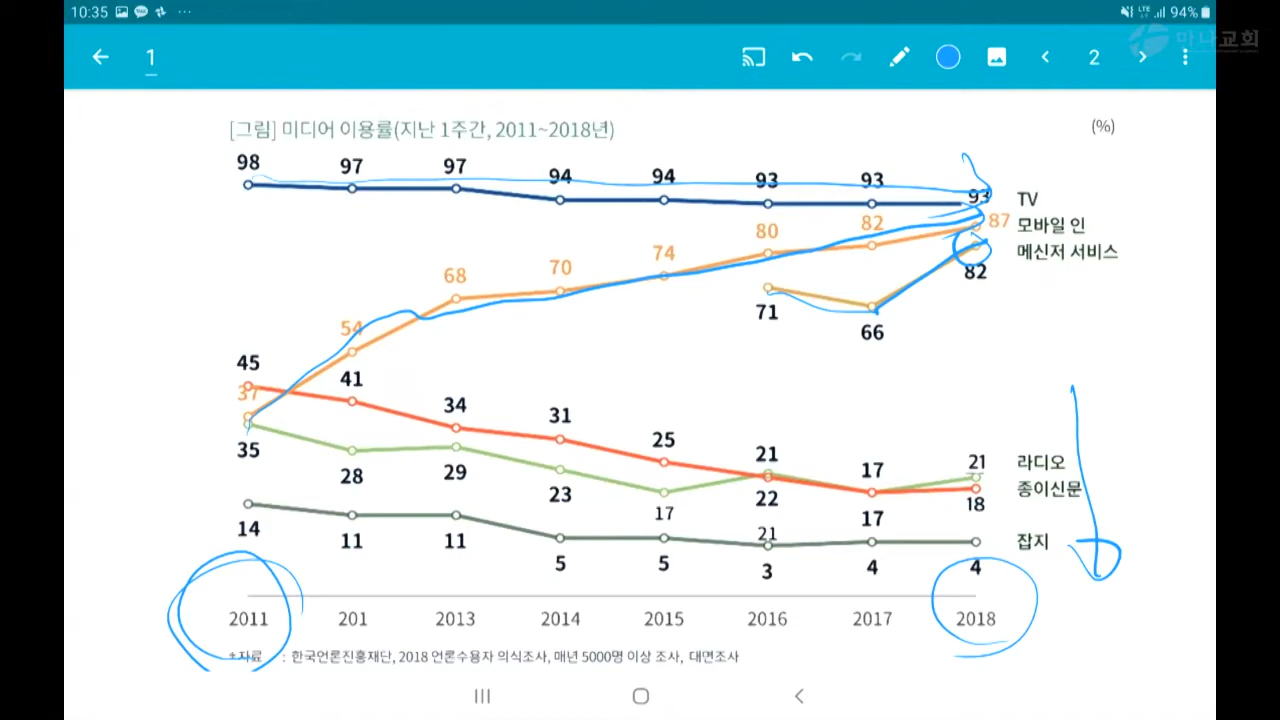 10:35
LTE 94%
마나교회
1
2
[그림] 미디어 이용률(지난 1주간, 2011~2018년)
(%)
98 97 97 94 94 93 93 93 TV
37 54 68 70 74 80 82 87 모바일 인
71 66 82 메신저 서비스
45 41 34 31 25 21 17 21 라디오
35 28 29 23 17 22 17 18 종이신문
14 11 11 5 5 21 3 4 4 잡지
2011 201 2013 2014 2015 2016 2017 2018
*자료 : 한국언론진흥재단, 2018 언론수용자 의식조사, 매년 5000명 이상 조사, 대면조사